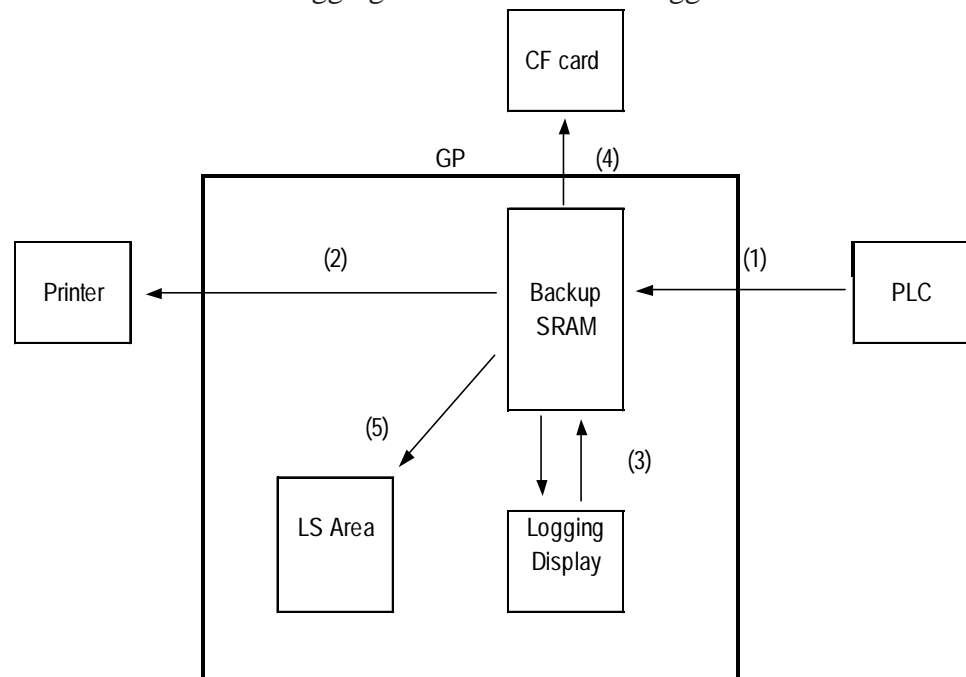 CF card
GP
(4)
(2)
(1)
Printer
Backup
SRAM
PLC
(5)
(3)
LS Area
Logging
Display